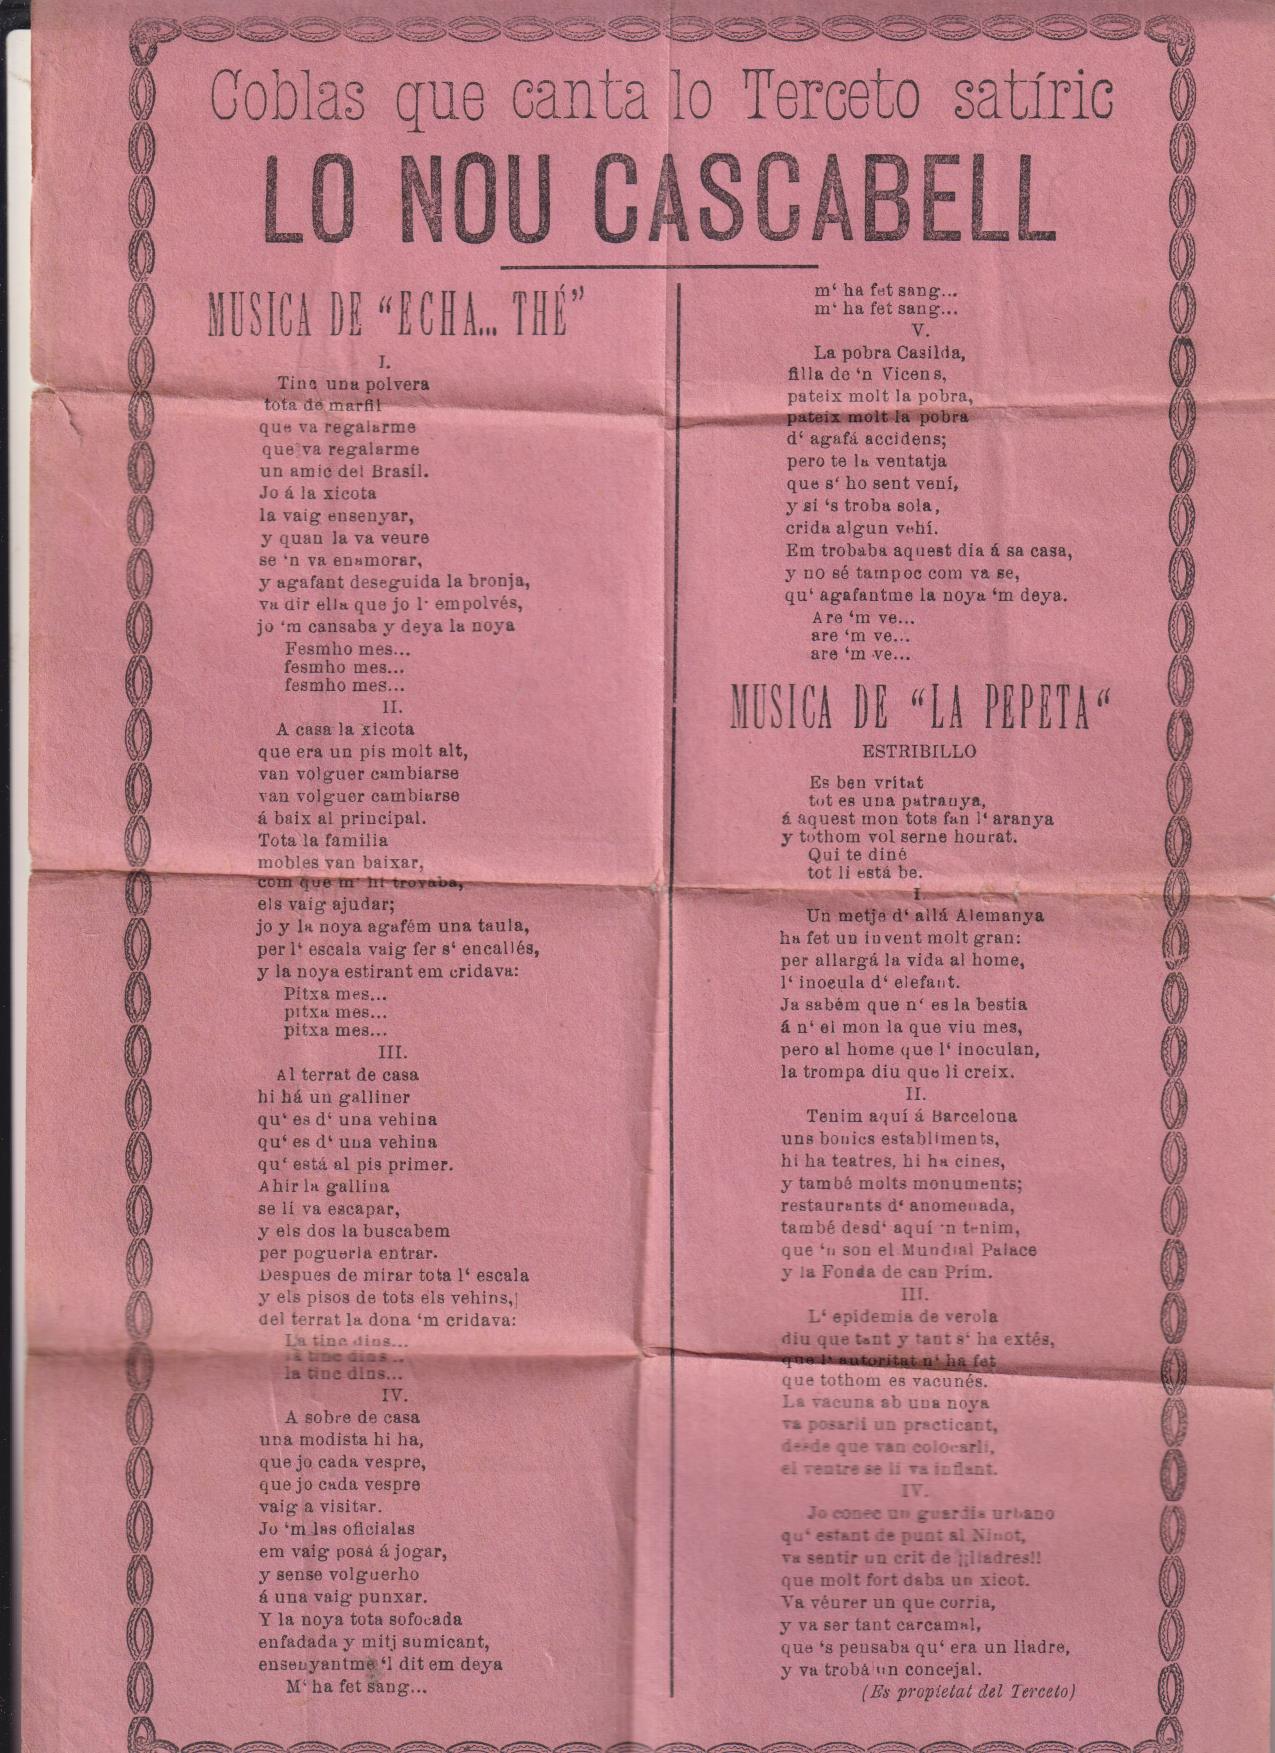 Coblas que canta lo Terceto satíric
LO NOU CASCABELL
MUSICA DE “ECHA... THÉ”
I.
Tinc una polvera
tota de marfil
que va regalarme
que va regalarme
un amic del Brasil.
Jo á la xicota
la vaig ensenyar,
y quan la va veure
se ‘n va enamorar,
y agafant deseguida la bronja,
va dir ella que jo l‘ empolvés,
jo ‘m cansaba y deya la noya
Fesmho mes...
fesmho mes...
fesmho mes...
II.
A casa la xicota
que era un pis molt alt,
van volguer cambiarse
van volguer cambiarse
á baix al principal.
Tota la familia
mobles van baixar,
com que m‘ hi trovaba,
els vaig ajudar;
jo y la noya agafém una taula,
per l‘ escala vaig fer s‘ encallés,
y la noya estirant em cridava:
Pitxa mes...
pitxa mes...
pitxa mes...
III.
Al terrat de casa
hi há un galliner
qu‘ es d‘ una vehina
qu‘ es d‘ una vehina
qu‘ está al pis primer.
Ahir la gallina
se li va escapar,
y els dos la buscabem
per poguerla entrar.
Despues de mirar tota l‘ escala
y els pisos de tots els vehins,
del terrat la dona ‘m cridava:
La tinc dins...
la tinc dins...
la tinc dins...
IV.
A sobre de casa
una modista hi ha,
que jo cada vespre,
que jo cada vespre
vaig a visitar.
Jo ‘m las oficialas
em vaig posá á jogar,
y sense volguerho
á una vaig punxar.
Y la noya tota sofocada
enfadada y mitj sumicant,
ensenyantme ‘l dit em deya
M‘ ha fet sang...
m‘ ha fet sang...
m‘ ha fet sang...
V.
La pobra Casilda,
filla de ‘n Vicens,
pateix molt la pobra,
pateix molt la pobra
d‘ agafá accidens;
pero te la ventatja
que s‘ ho sent vení,
y si ‘s troba sola,
crida algun vehí.
Em trobaba aquest dia á sa casa,
y no sé tampoc com va se,
qu‘ agafantme la noya ‘m deya.
Are ‘m ve...
are ‘m ve...
are ‘m ve...
MUSICA DE “LA PEPETA“
ESTRIBILLO
Es ben vritat
tot es una patranya,
á aquest mon tots fan l‘ aranya
y tothom vol serne honrat.
Qui te diné
tot li está be.
I.
Un metje d‘ allá Alemanya
ha fet un invent molt gran:
per allargá la vida al home,
l‘ inocula d‘ elefant.
Ja sabém que n‘ es la bestia
á n‘ el mon la que viu mes,
pero al home que l‘ inoculan,
la trompa diu que li creix.
II.
Tenim aquí á Barcelona
uns bonics establiments,
hi ha teatres, hi ha cines,
y també molts monuments;
restaurants d‘ anomenada,
també desd‘ aquí ‘n tenim,
que ‘n son el Mundial Palace
y la Fonda de can Prim.
III.
L‘ epidemia de verola
diu que tant y tant s‘ ha extés,
que l‘ autoritat n‘ ha fet
que tothom es vacunés.
La vacuna ab una noya
va posarli un practicant,
desde que van colocarli,
el ventre se li va inflant.
IV.
Jo conec un guardia urbano
qu‘ estant de punt al Ninot,
va sentir un crit de ¡¡lladres!!
que molt fort daba un xicot.
Va véurer un que corria,
y va ser tant carcamal,
que ‘s pensaba qu‘ era un lladre,
y va trobá un concejal.
(Es propietat del Terceto)